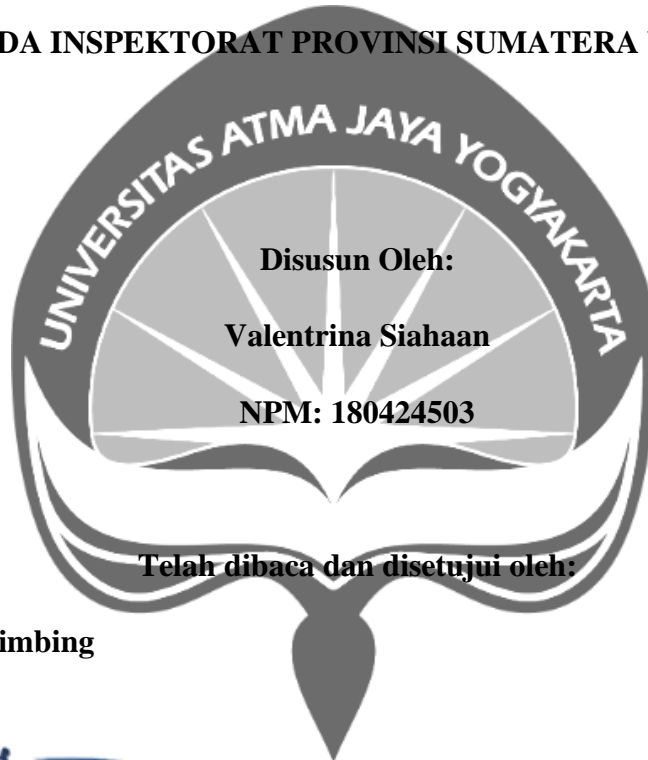 DA INSPEKTORAT PROVINSI SUMATERA
UNIVERSITAS ATMA JAYA YOGYAKARTA
Disusun Oleh:
Valentrina Siahaan
NPM: 180424503
Telah dibaca dan disetujui oleh:
imbing